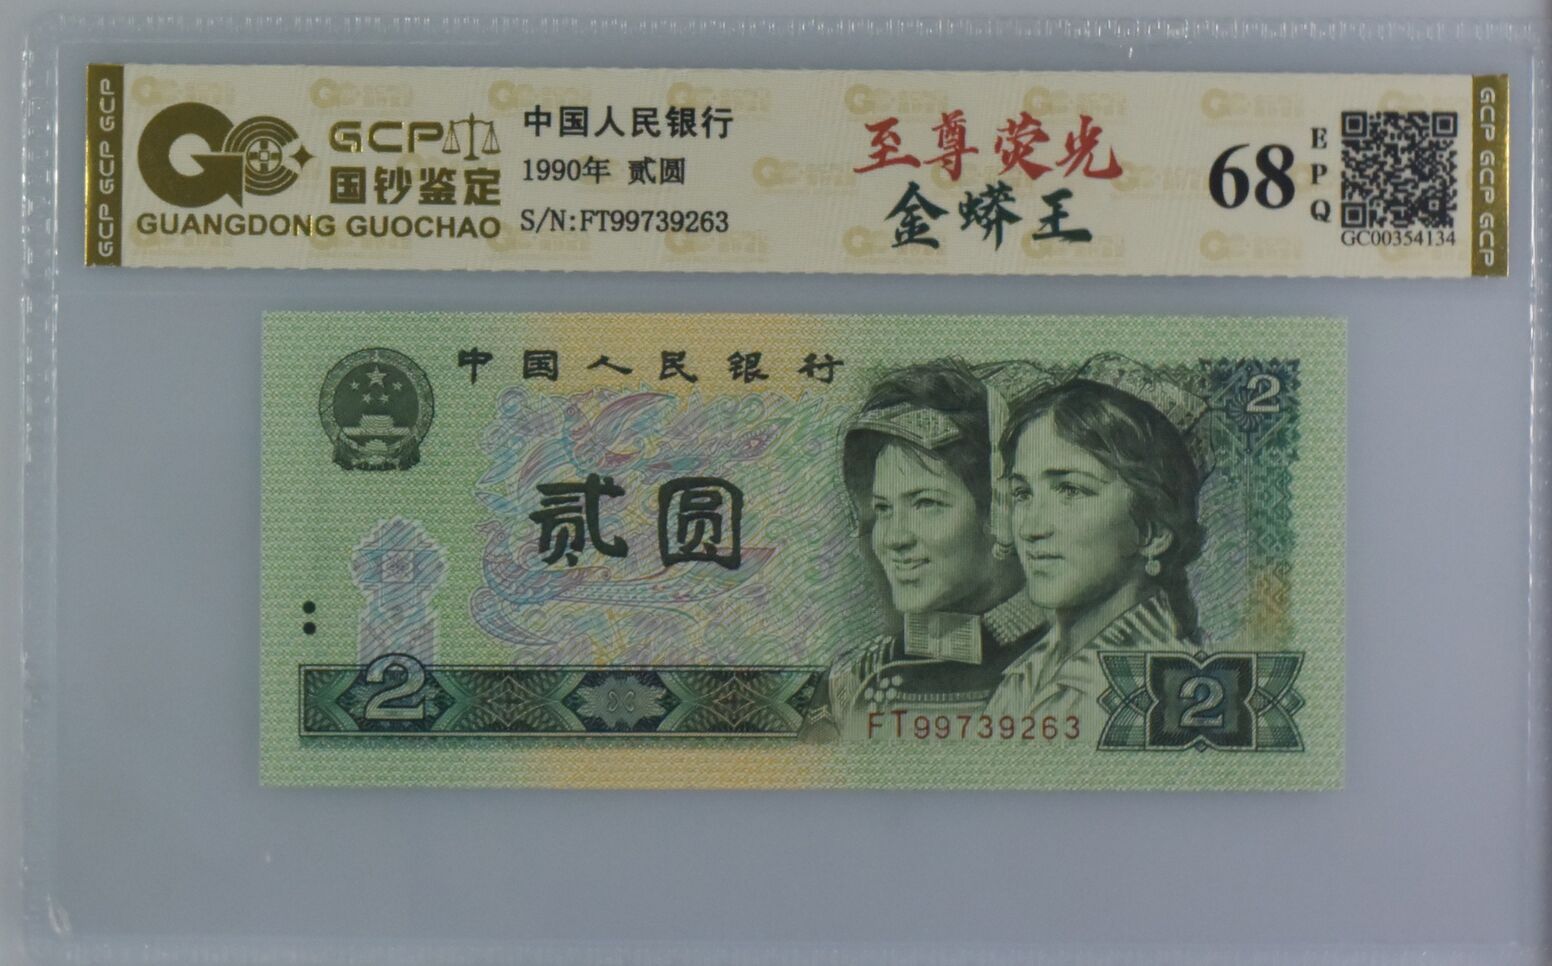 GCP GCP GCP
GCP
国钞鉴定
GUANGDONG GUOCHAO
中国人民银行
1990年 贰圆
S/N:FT99739263
至尊荧光
金蟒王
68
EPQ
GC00354134
GCP GCP GCP
中国人民银行
2
贰圆
2
2
FT99739263